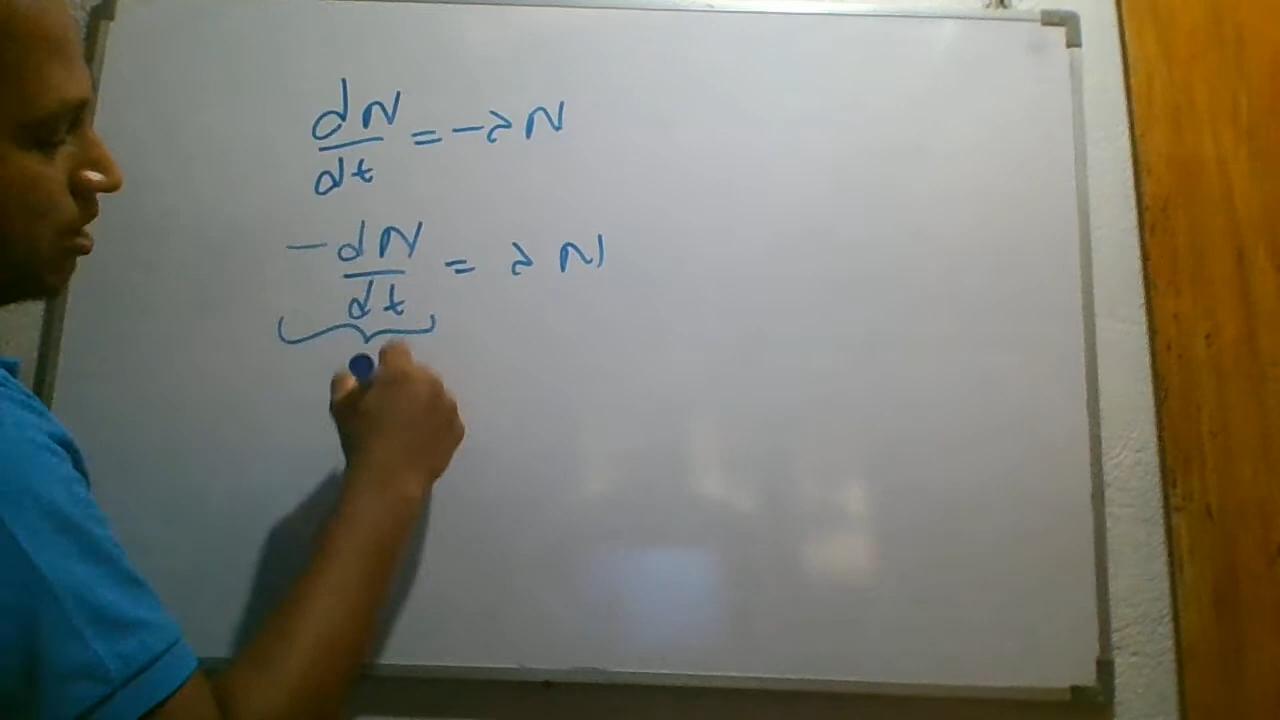 dN/dt = -λN
-dN/dt = λN